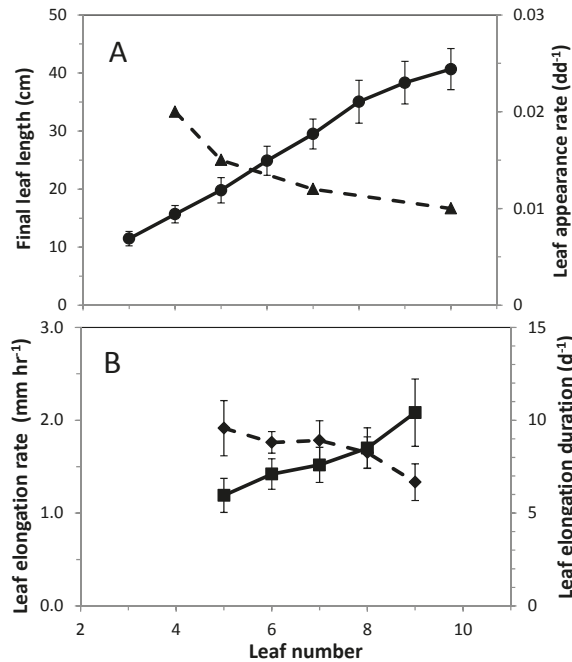 A
Final leaf length (cm)
50
40
30
20
10
0
Leaf appearance rate (dd⁻¹)
0.03
0.02
0.01
0
B
Leaf elongation rate (mm hr⁻¹)
3.0
2.0
1.0
0.0
Leaf elongation duration (d⁻¹)
15
10
5
0
2 4 6 8 10
Leaf number